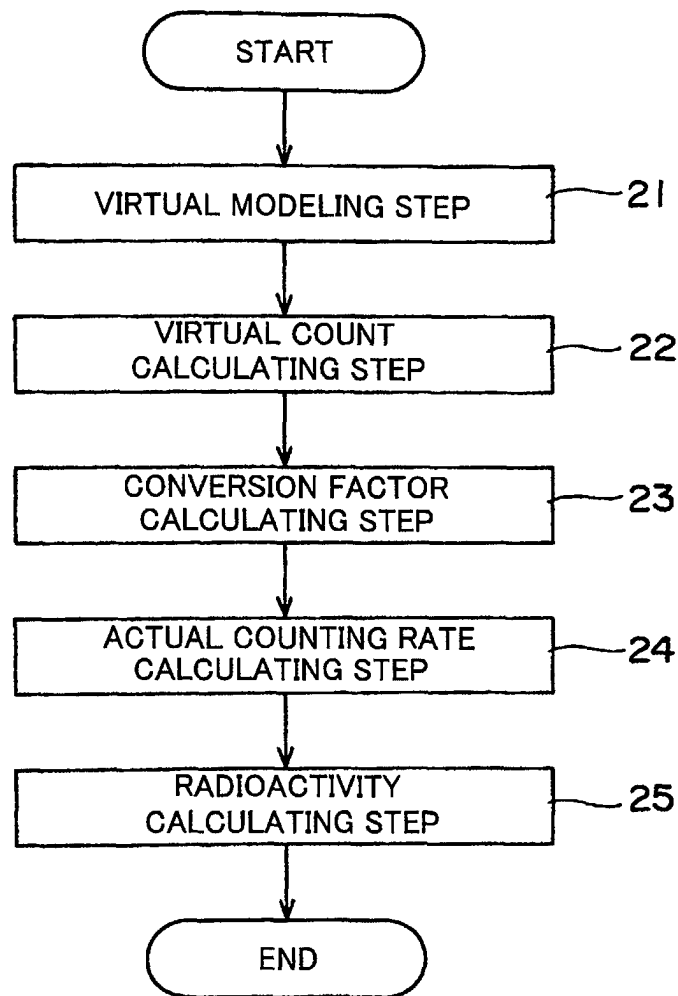 START
VIRTUAL MODELING STEP
21
VIRTUAL COUNT
CALCULATING STEP
22
CONVERSION FACTOR
CALCULATING STEP
23
ACTUAL COUNTING RATE
CALCULATING STEP
24
RADIOACTIVITY
CALCULATING STEP
25
END